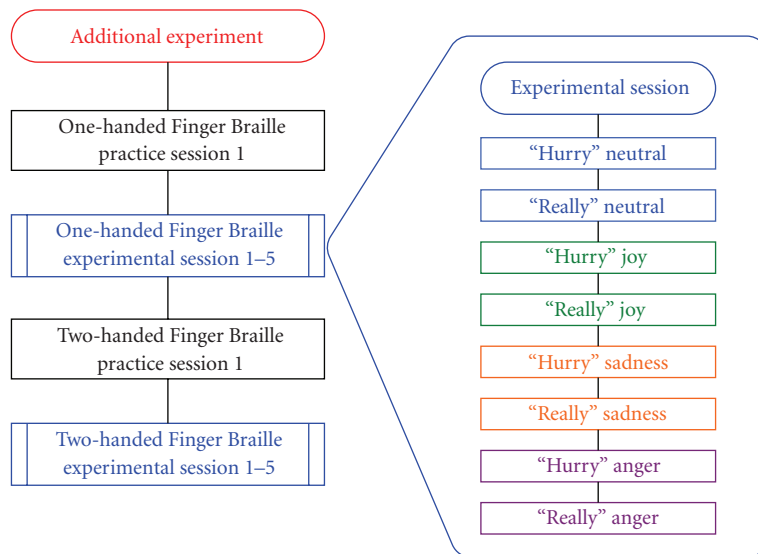 Additional experiment
One-handed Finger Braille
practice session 1
One-handed Finger Braille
experimental session 1–5
Two-handed Finger Braille
practice session 1
Two-handed Finger Braille
experimental session 1–5
Experimental session
“Hurry” neutral
“Really” neutral
“Hurry” joy
“Really” joy
“Hurry” sadness
“Really” sadness
“Hurry” anger
“Really” anger